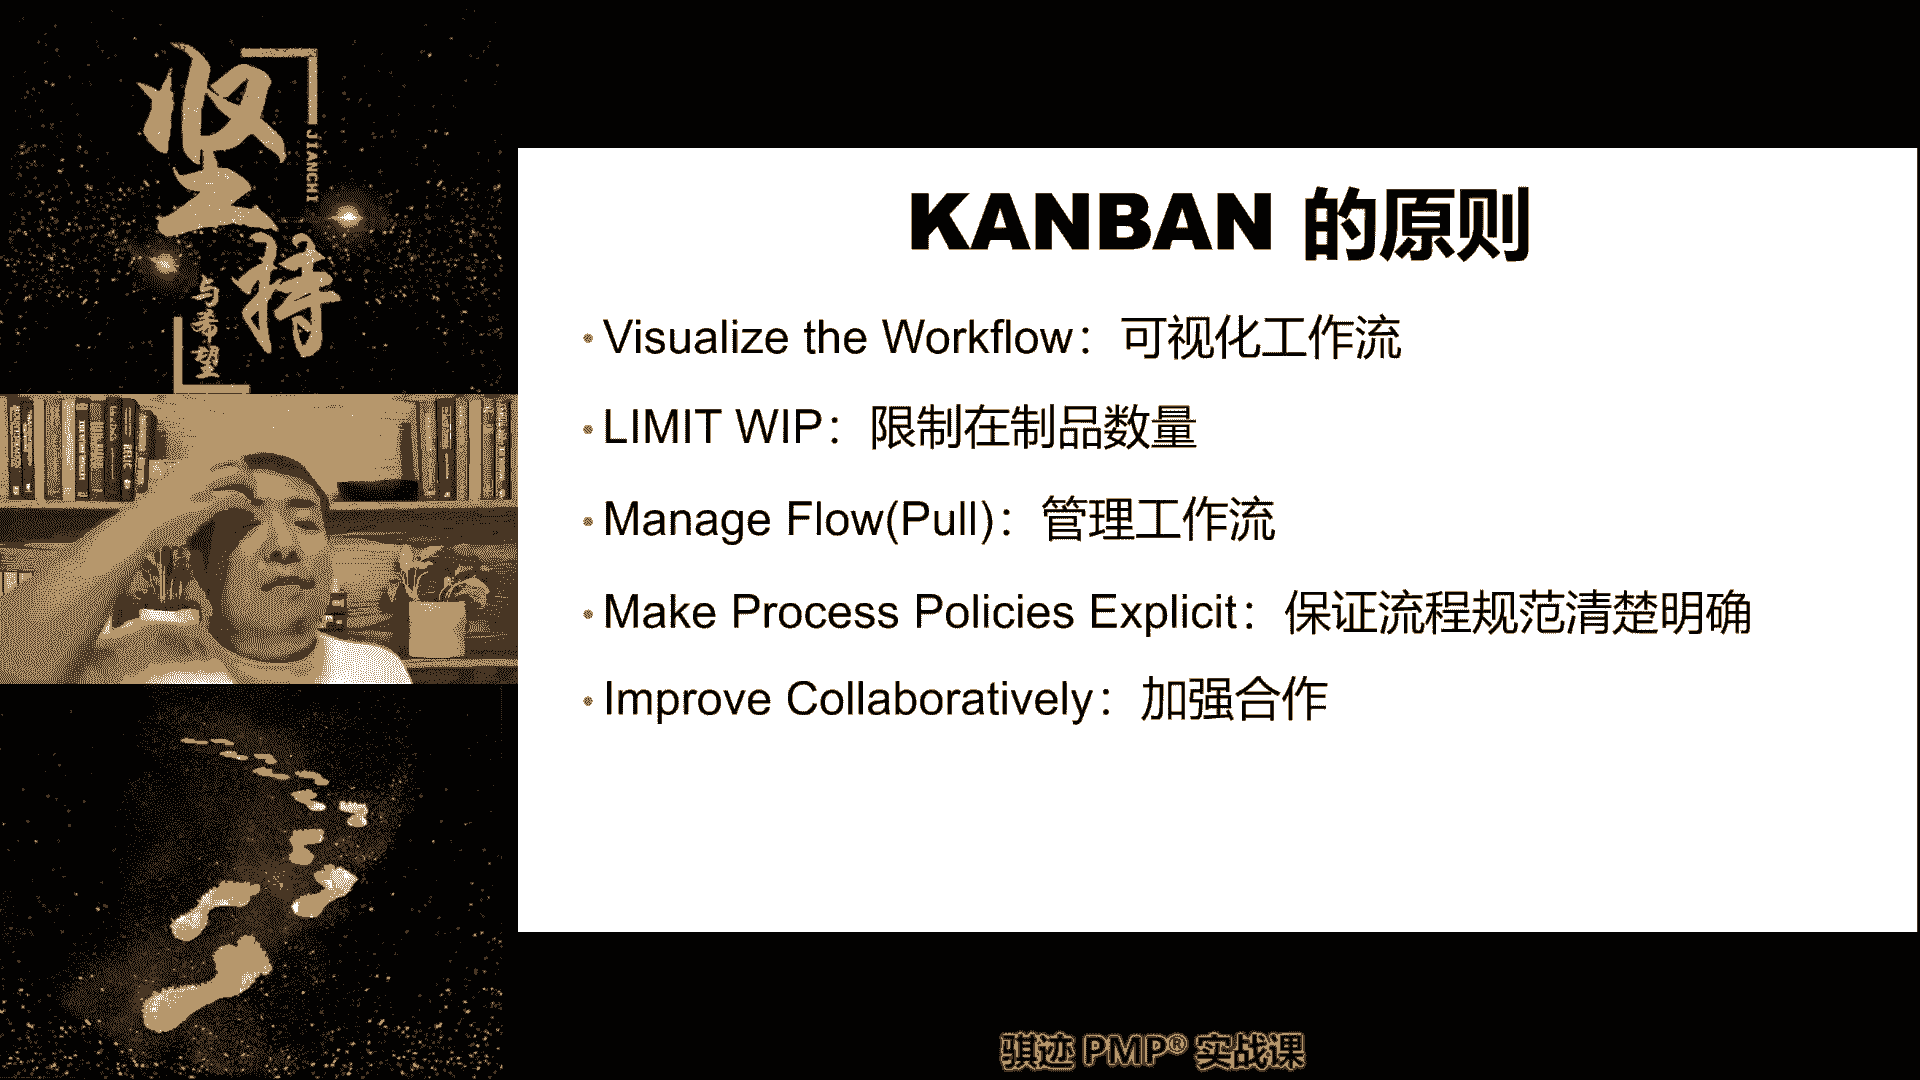 坚持
JIANCHI
与希望
KANBAN 的原则
• Visualize the Workflow：可视化工作流
• LIMIT WIP：限制在制品数量
• Manage Flow(Pull)：管理工作流
• Make Process Policies Explicit：保证流程规范清楚明确
• Improve Collaboratively：加强合作
骐迹 PMP® 实战课